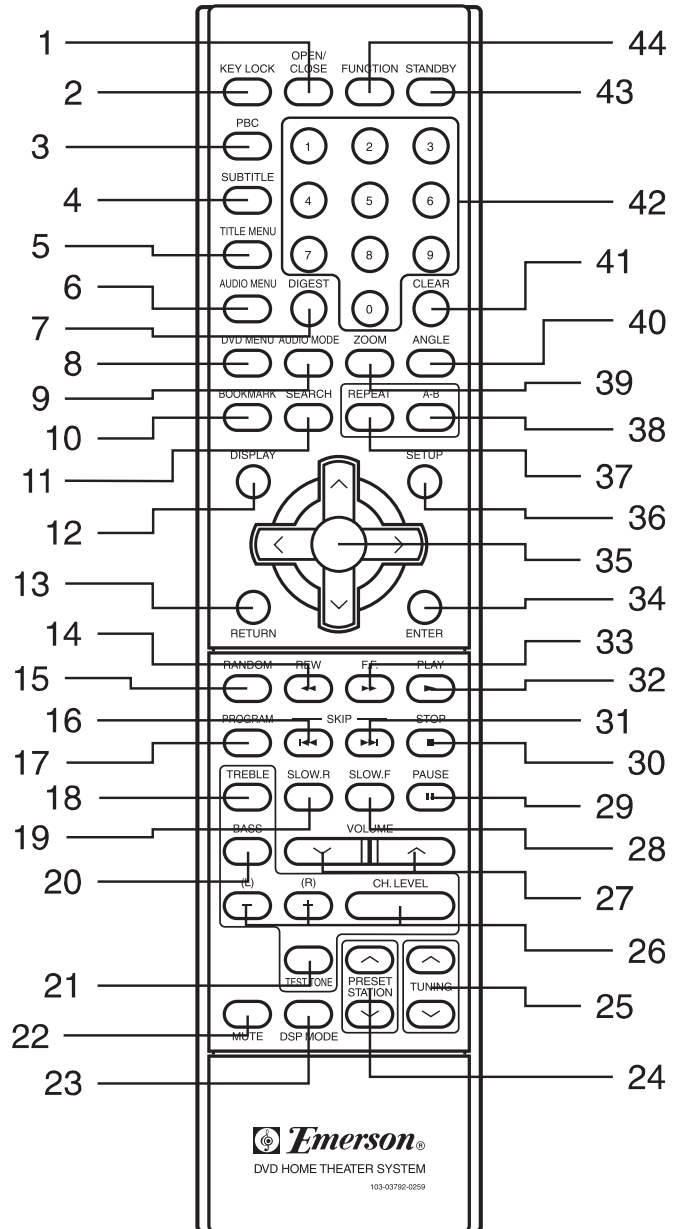 1
44
OPEN/
KEY LOCK CLOSE FUNCTION STANDBY
2
43
PBC
3
1 2 3
SUBTITLE
4
4 5 6
42
TITLE MENU
5
7 8 9
41
AUDIO MENU DIGEST CLEAR
6
0
7
DVD MENU AUDIO MODE ZOOM ANGLE
40
8
39
9
BOOKMARK SEARCH REPEAT A-B
10
38
11
DISPLAY SETUP
37
12
36
35
13
34
RETURN ENTER
14
33
RANDOM REW F.F. PLAY
15
32
16
31
PROGRAM SKIP STOP
17
30
TREBLE SLOW.R SLOW.F PAUSE
18
29
19
28
BASS VOLUME
20
27
(L) (R) CH. LEVEL
− +
26
21
TEST TONE PRESET STATION TUNING
25
22
MUTE DSP MODE
23
24
Emerson®
DVD HOME THEATER SYSTEM
103-03792-0259